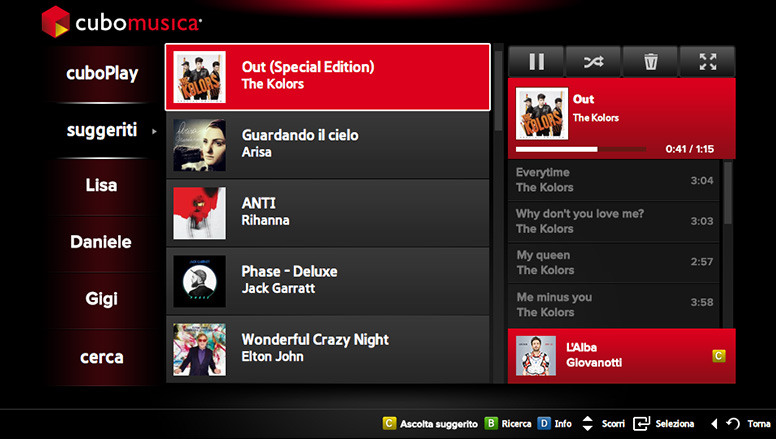 cubomusica
cuboPlay
suggeriti
Lisa
Daniele
Gigi
cerca
Out (Special Edition)
The Kolors
Guardando il cielo
Arisa
ANTI
Rihanna
Phase - Deluxe
Jack Garratt
Wonderful Crazy Night
Elton John
KOLORS
Out
The Kolors
0:41 / 1:15
Everytime
The Kolors
3:04
Why don't you love me?
The Kolors
3:03
My queen
The Kolors
2:57
Me minus you
The Kolors
3:58
L'Alba
Giovanotti
C
C Ascolta suggerito B Ricerca D Info Scorri Seleziona Torna